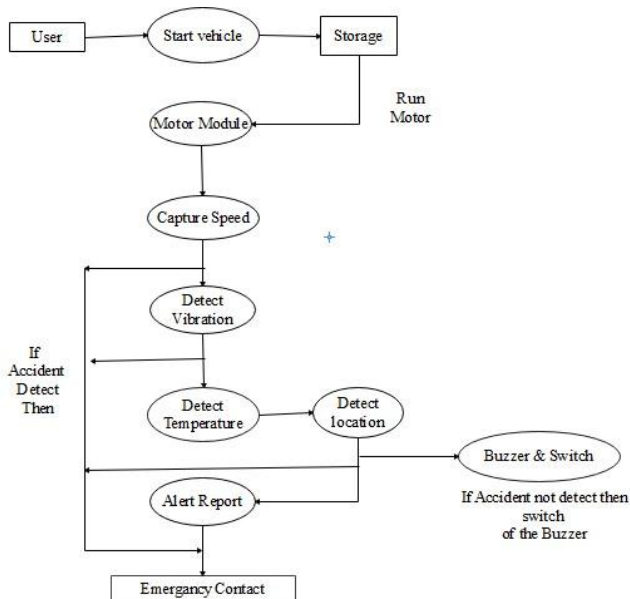 User
Start vehicle
Storage
Run
Motor
Motor Module
Capture Speed
Detect
Vibration
If
Accident
Detect
Then
Detect
Temperature
Detect
location
Buzzer & Switch
If Accident not detect then
switch
of the Buzzer
Alert Report
Emergancy Contact